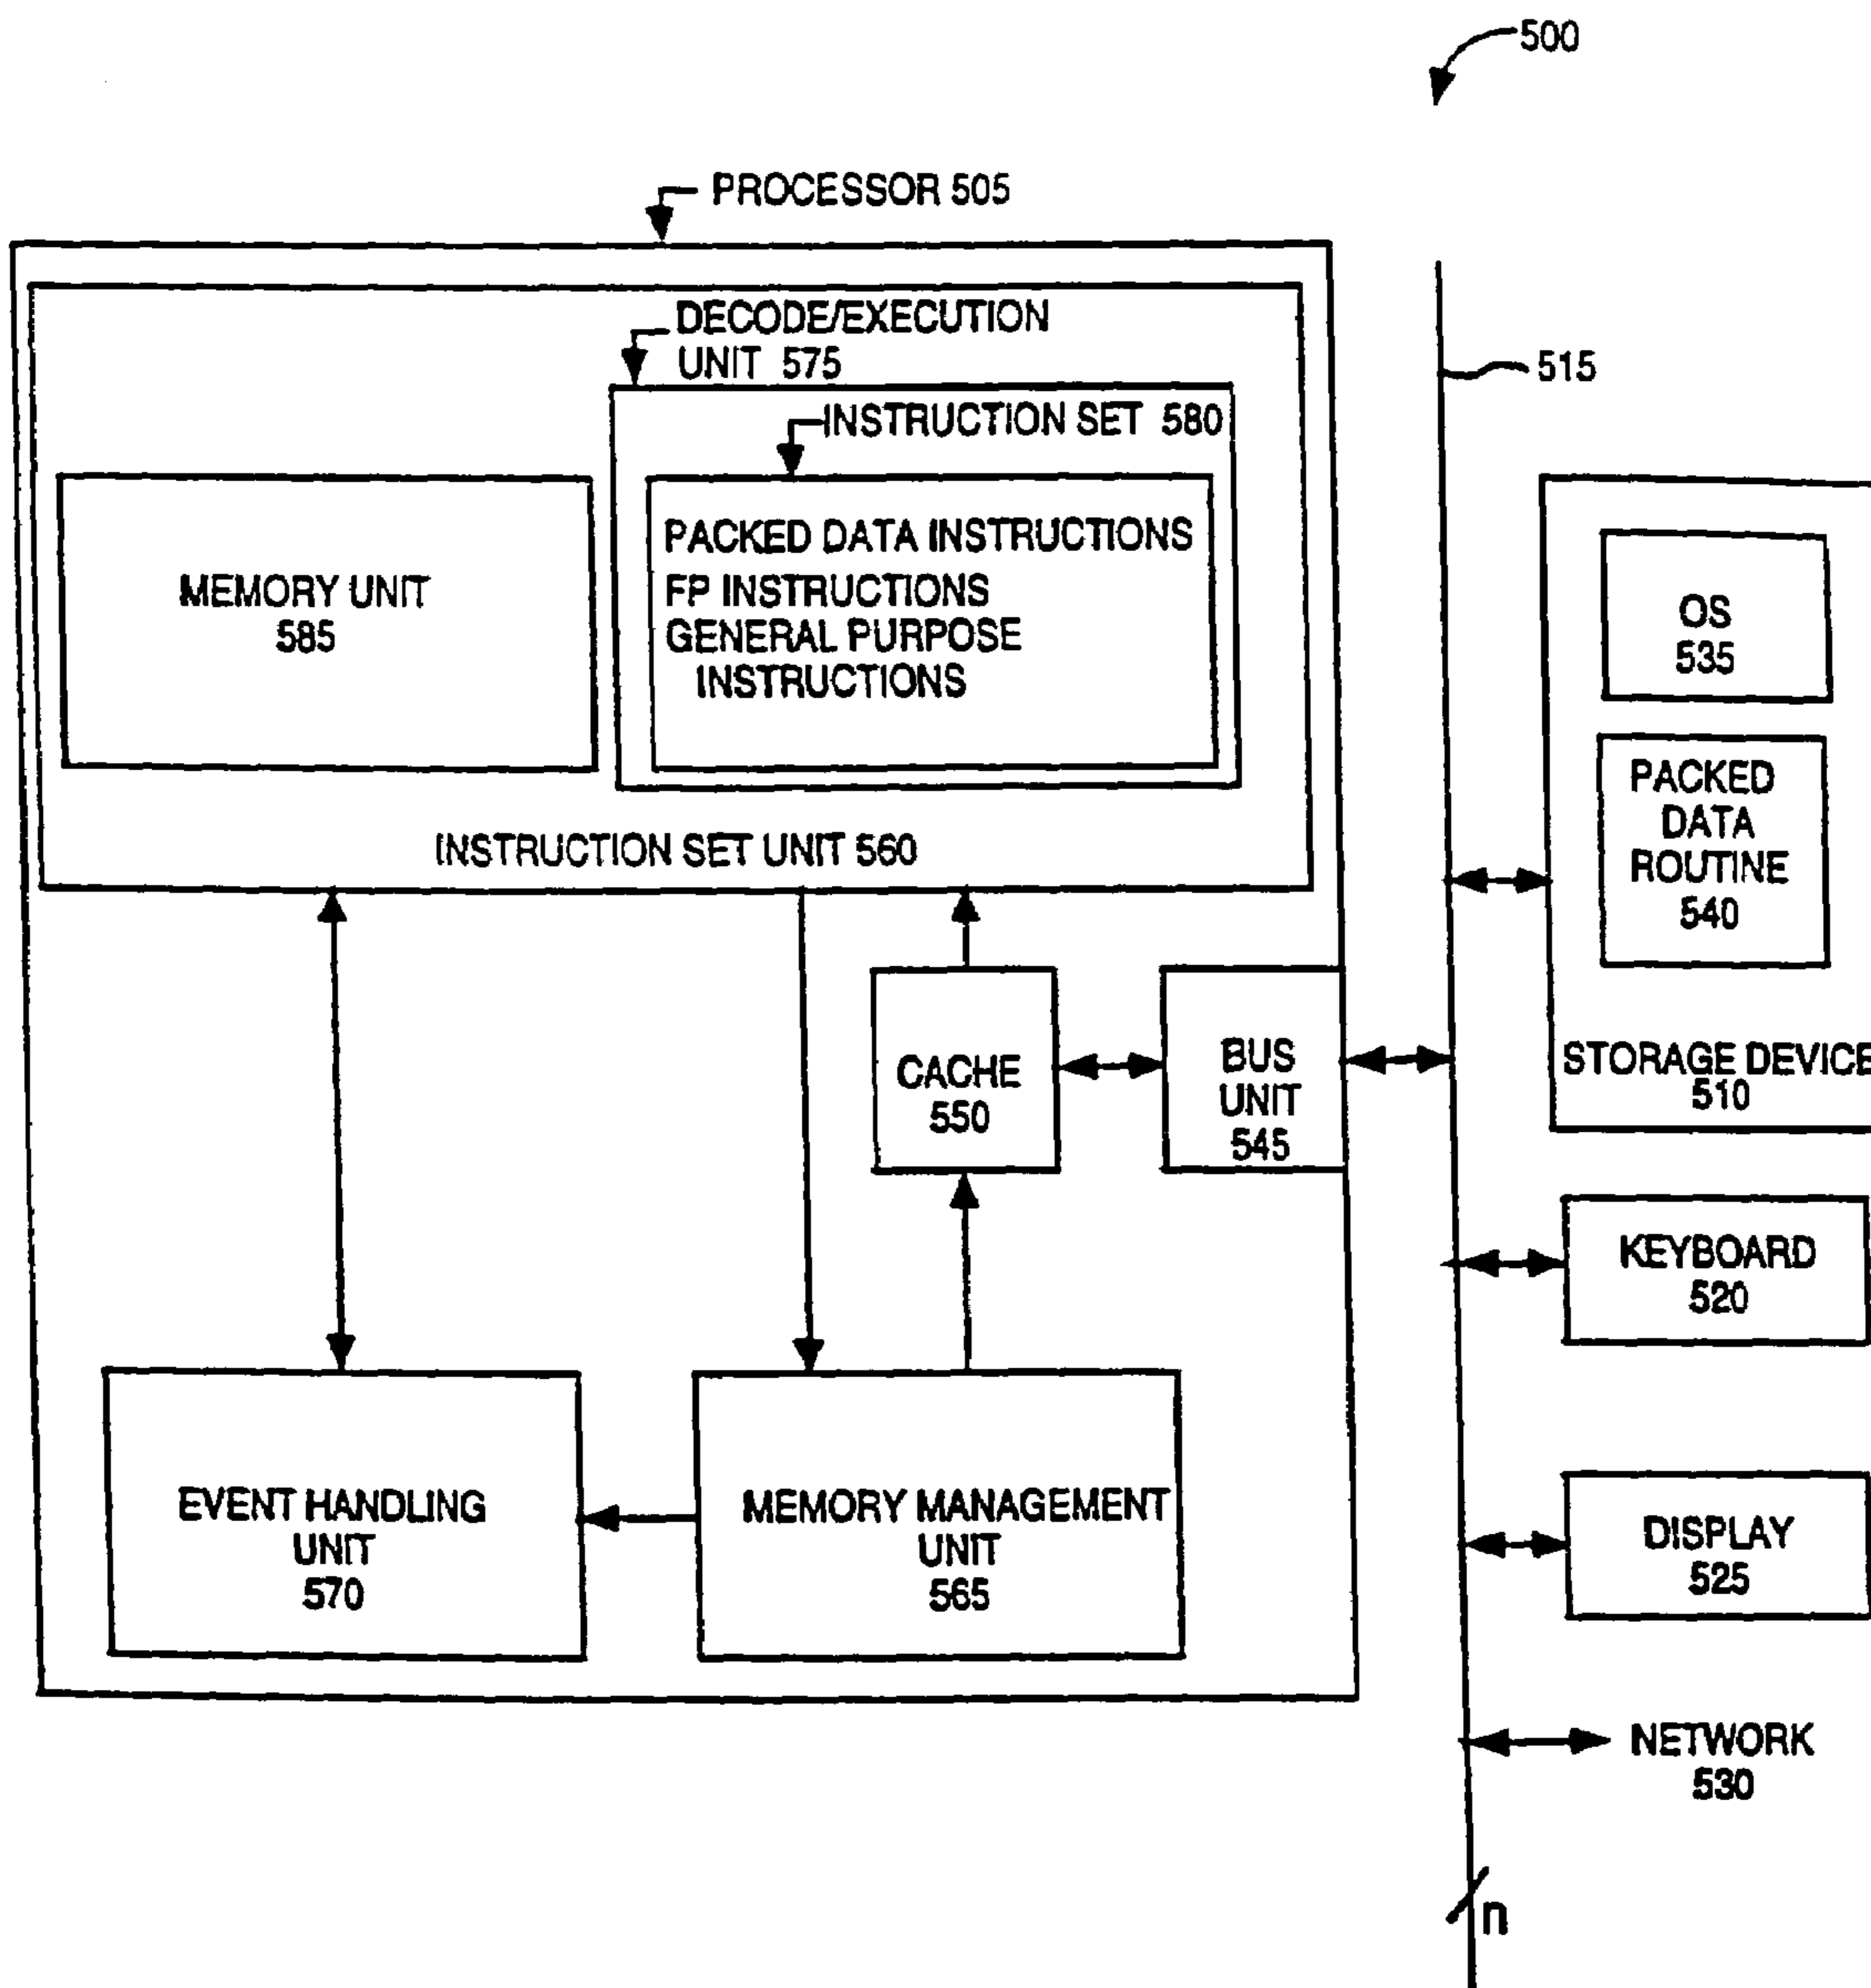 500
PROCESSOR 505
DECODE/EXECUTION
UNIT 575
515
INSTRUCTION SET 580
PACKED DATA INSTRUCTIONS
FP INSTRUCTIONS
GENERAL PURPOSE
INSTRUCTIONS
MEMORY UNIT
585
INSTRUCTION SET UNIT 560
OS
535
PACKED
DATA
ROUTINE
540
STORAGE DEVICE
510
CACHE
550
BUS
UNIT
545
KEYBOARD
520
EVENT HANDLING
UNIT
570
MEMORY MANAGEMENT
UNIT
565
DISPLAY
525
NETWORK
530
n